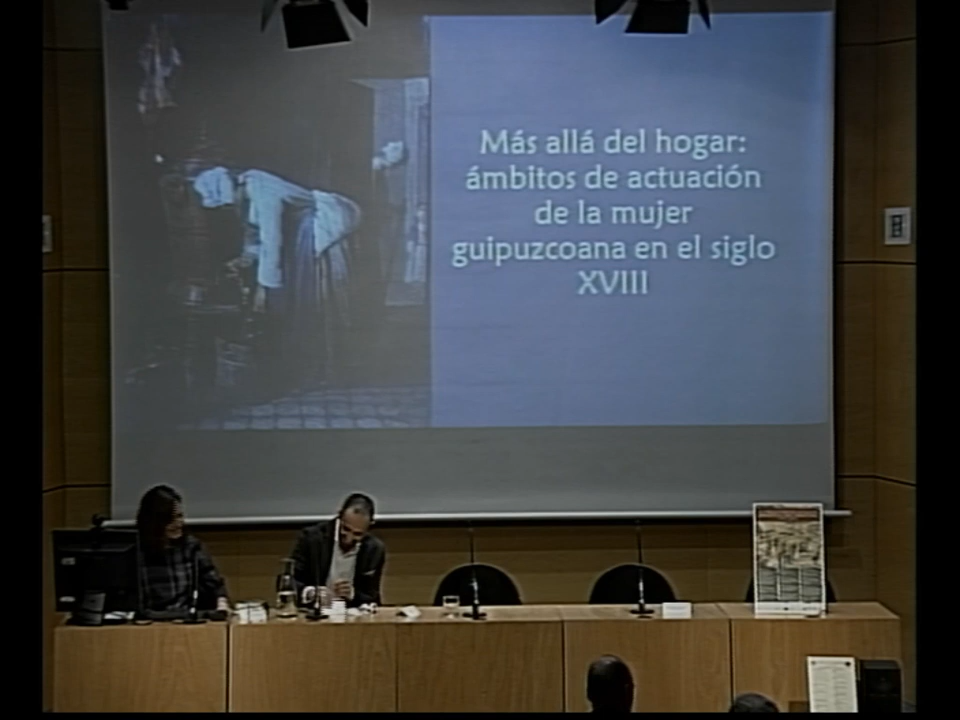 Más allá del hogar:
ámbitos de actuación
de la mujer
guipuzcoana en el siglo
XVIII